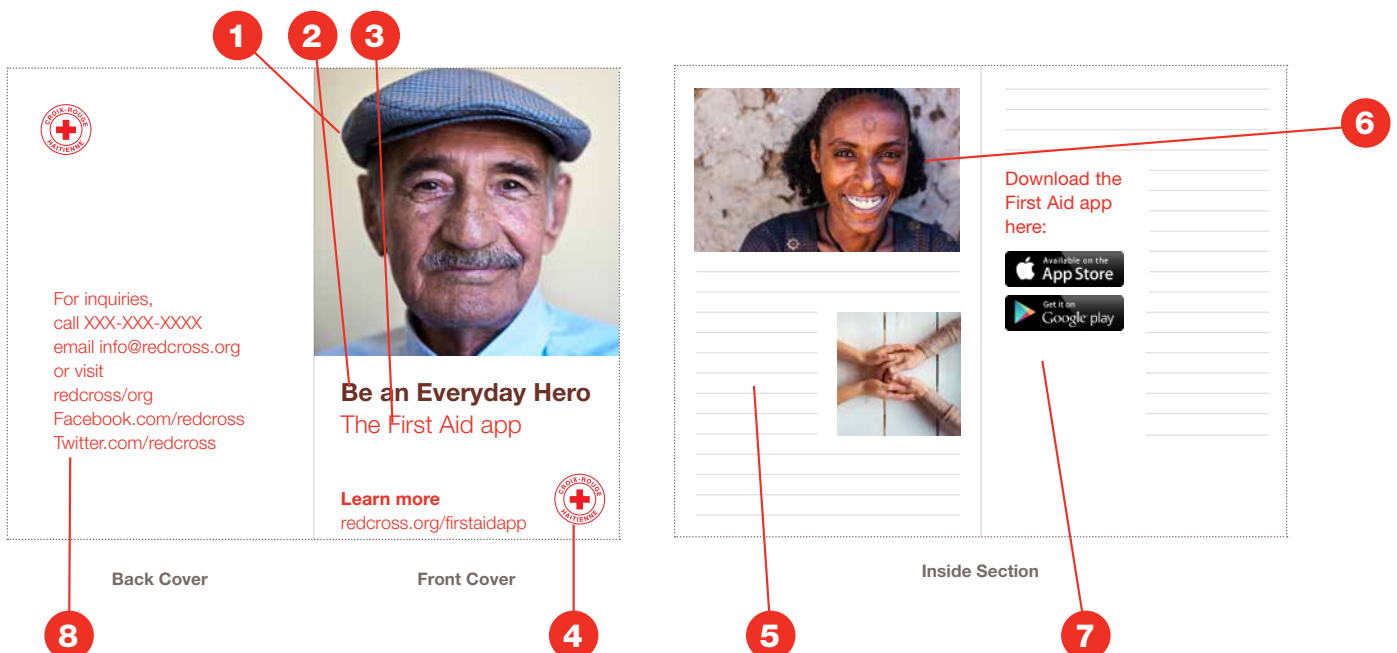 1
2
3
CROIX-ROUGE
HAITIENNE
For inquiries,
call XXX-XXX-XXXX
email info@redcross.org
or visit
redcross/org
Facebook.com/redcross
Twitter.com/redcross
Be an Everyday Hero
The First Aid app
Learn more
redcross.org/firstaidapp
CROIX-ROUGE
HAITIENNE
Back Cover
Front Cover
8
4
6
Download the
First Aid app
here:
Available on the
App Store
Get it on
Google play
Inside Section
5
7